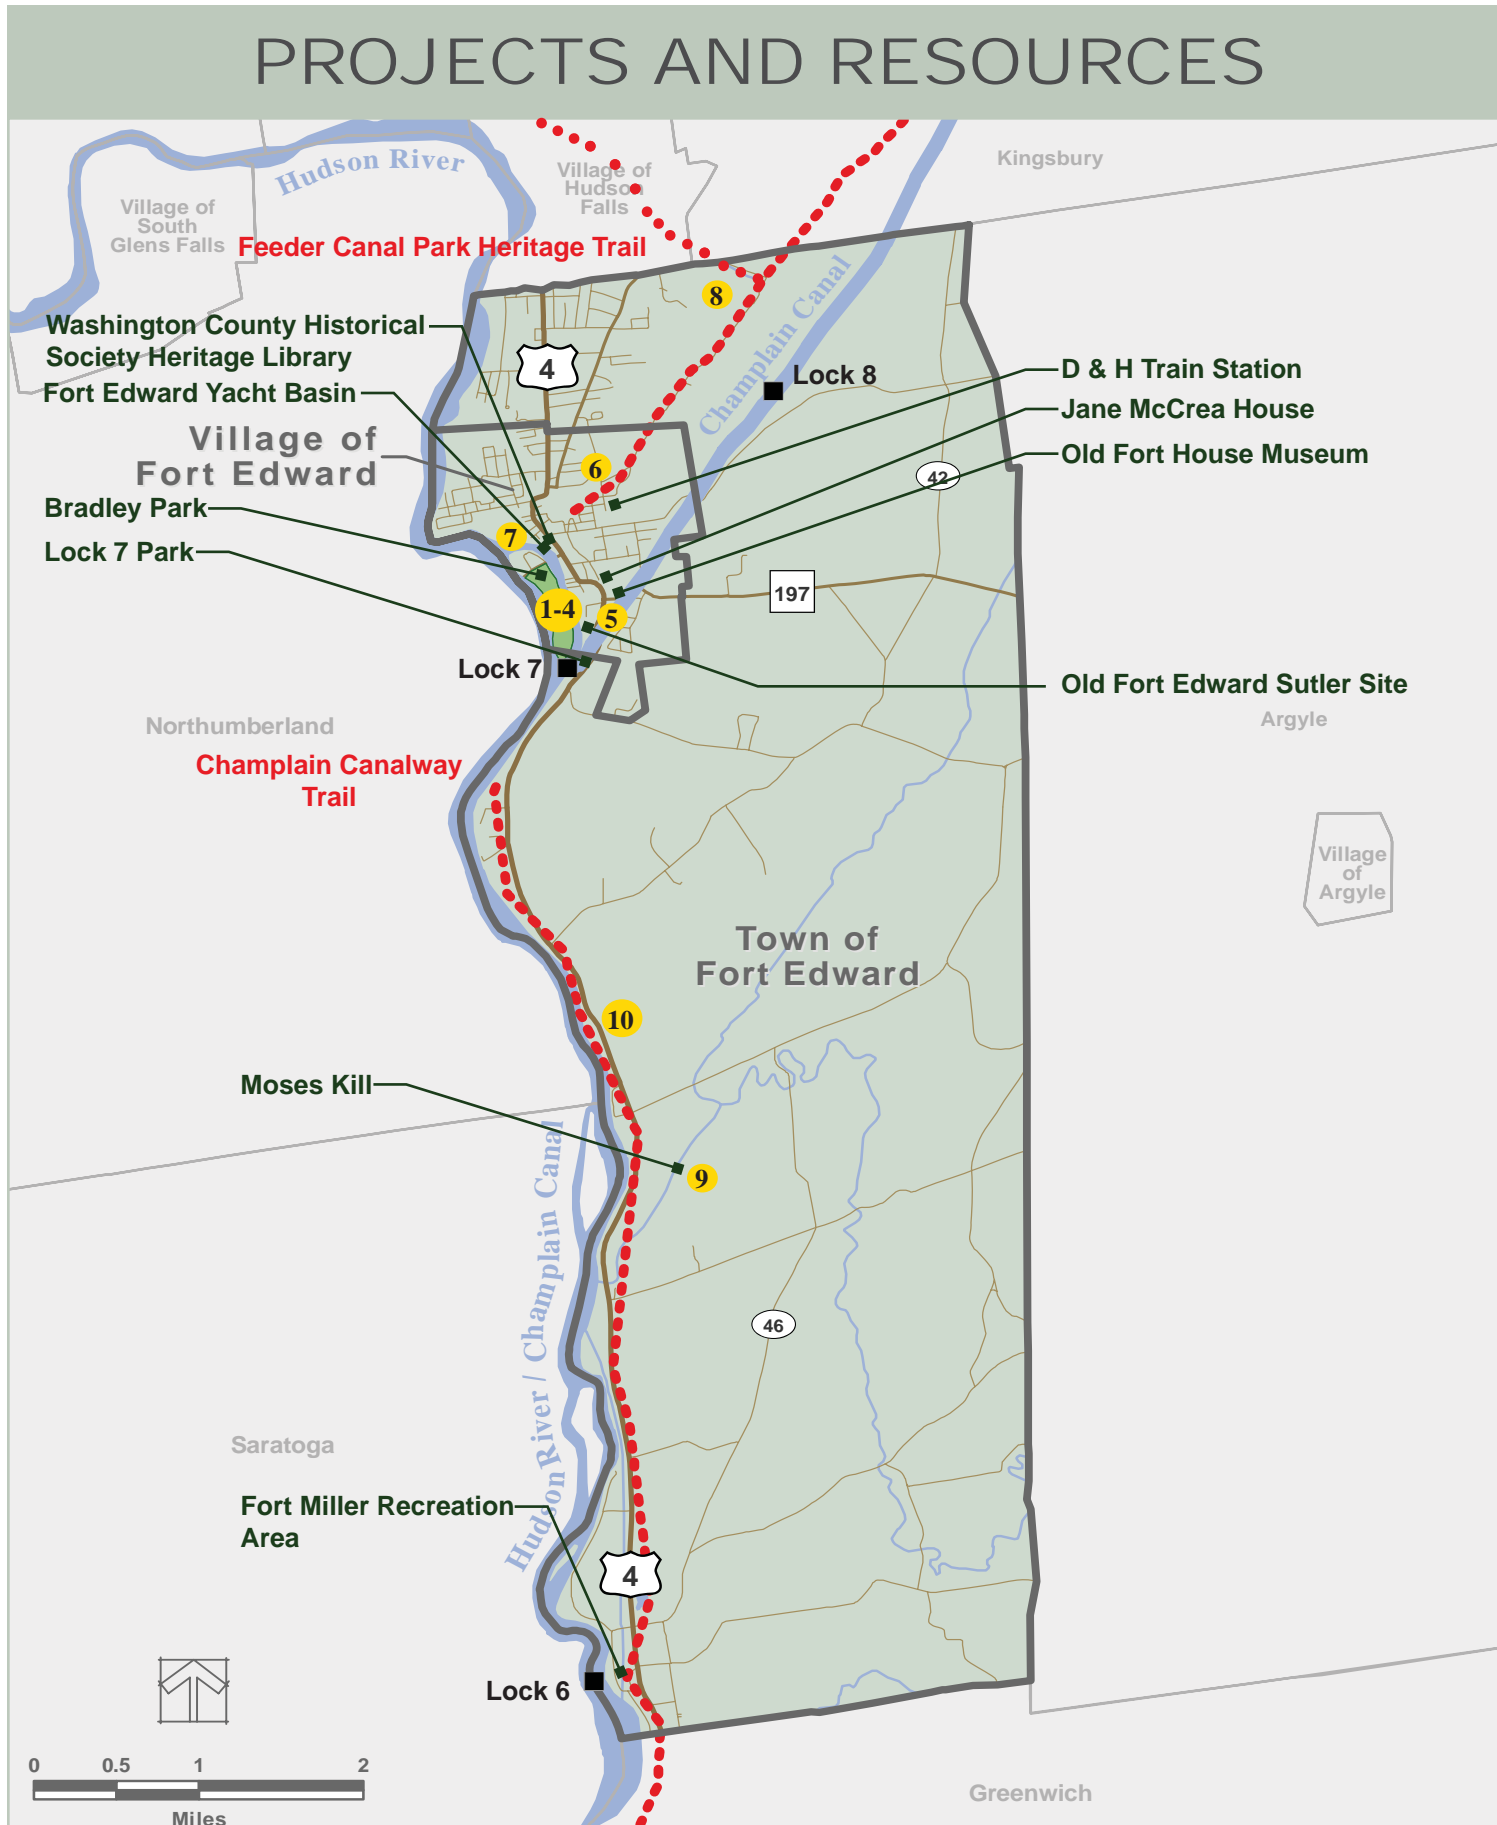 PROJECTS AND RESOURCES
Hudson River
Village of
Hudson
Falls
Kingsbury
Village of
South
Glens Falls
Feeder Canal Park Heritage Trail
Champlain Canal
8
Washington County Historical
Society Heritage Library
4
Lock 8
D & H Train Station
Fort Edward Yacht Basin
Jane McCrea House
Village of
Fort Edward
Old Fort House Museum
6
42
Bradley Park
7
Lock 7 Park
197
1-4
5
Lock 7
Old Fort Edward Sutler Site
Northumberland
Argyle
Champlain Canalway
Trail
Village
of
Argyle
Town of
Fort Edward
10
Moses Kill
9
Hudson River / Champlain Canal
46
Saratoga
Fort Miller Recreation
Area
4
Lock 6
0 0.5 1 2
Miles
Greenwich